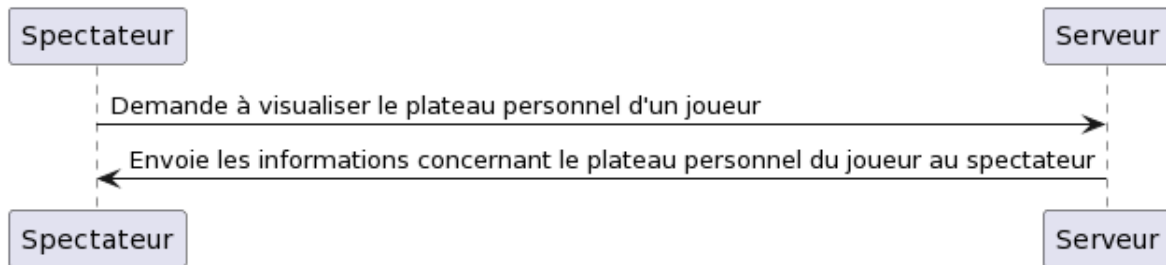 Spectateur
Serveur
Demande à visualiser le plateau personnel d'un joueur
Envoie les informations concernant le plateau personnel du joueur au spectateur
Spectateur
Serveur